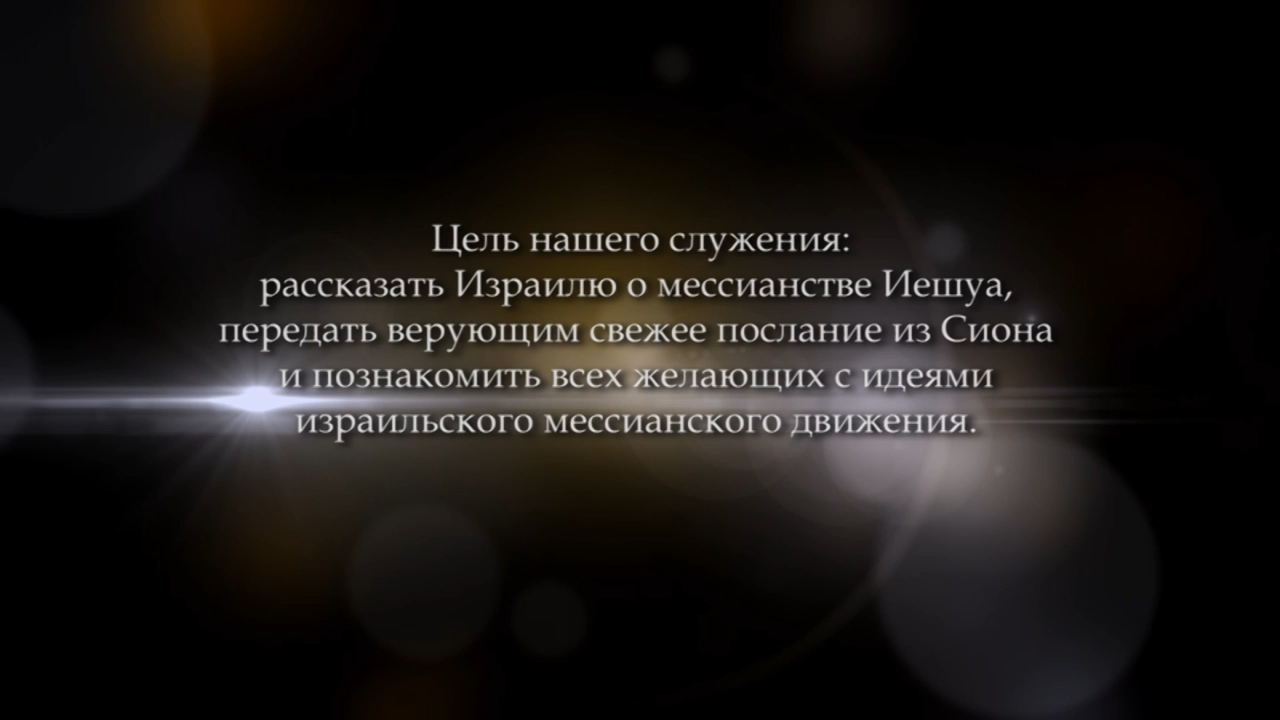 Цель нашего служения:
рассказать Израилю о мессианстве Иешуа,
передать верующим свежее послание из Сиона
и познакомить всех желающих с идеями
израильского мессианского движения.